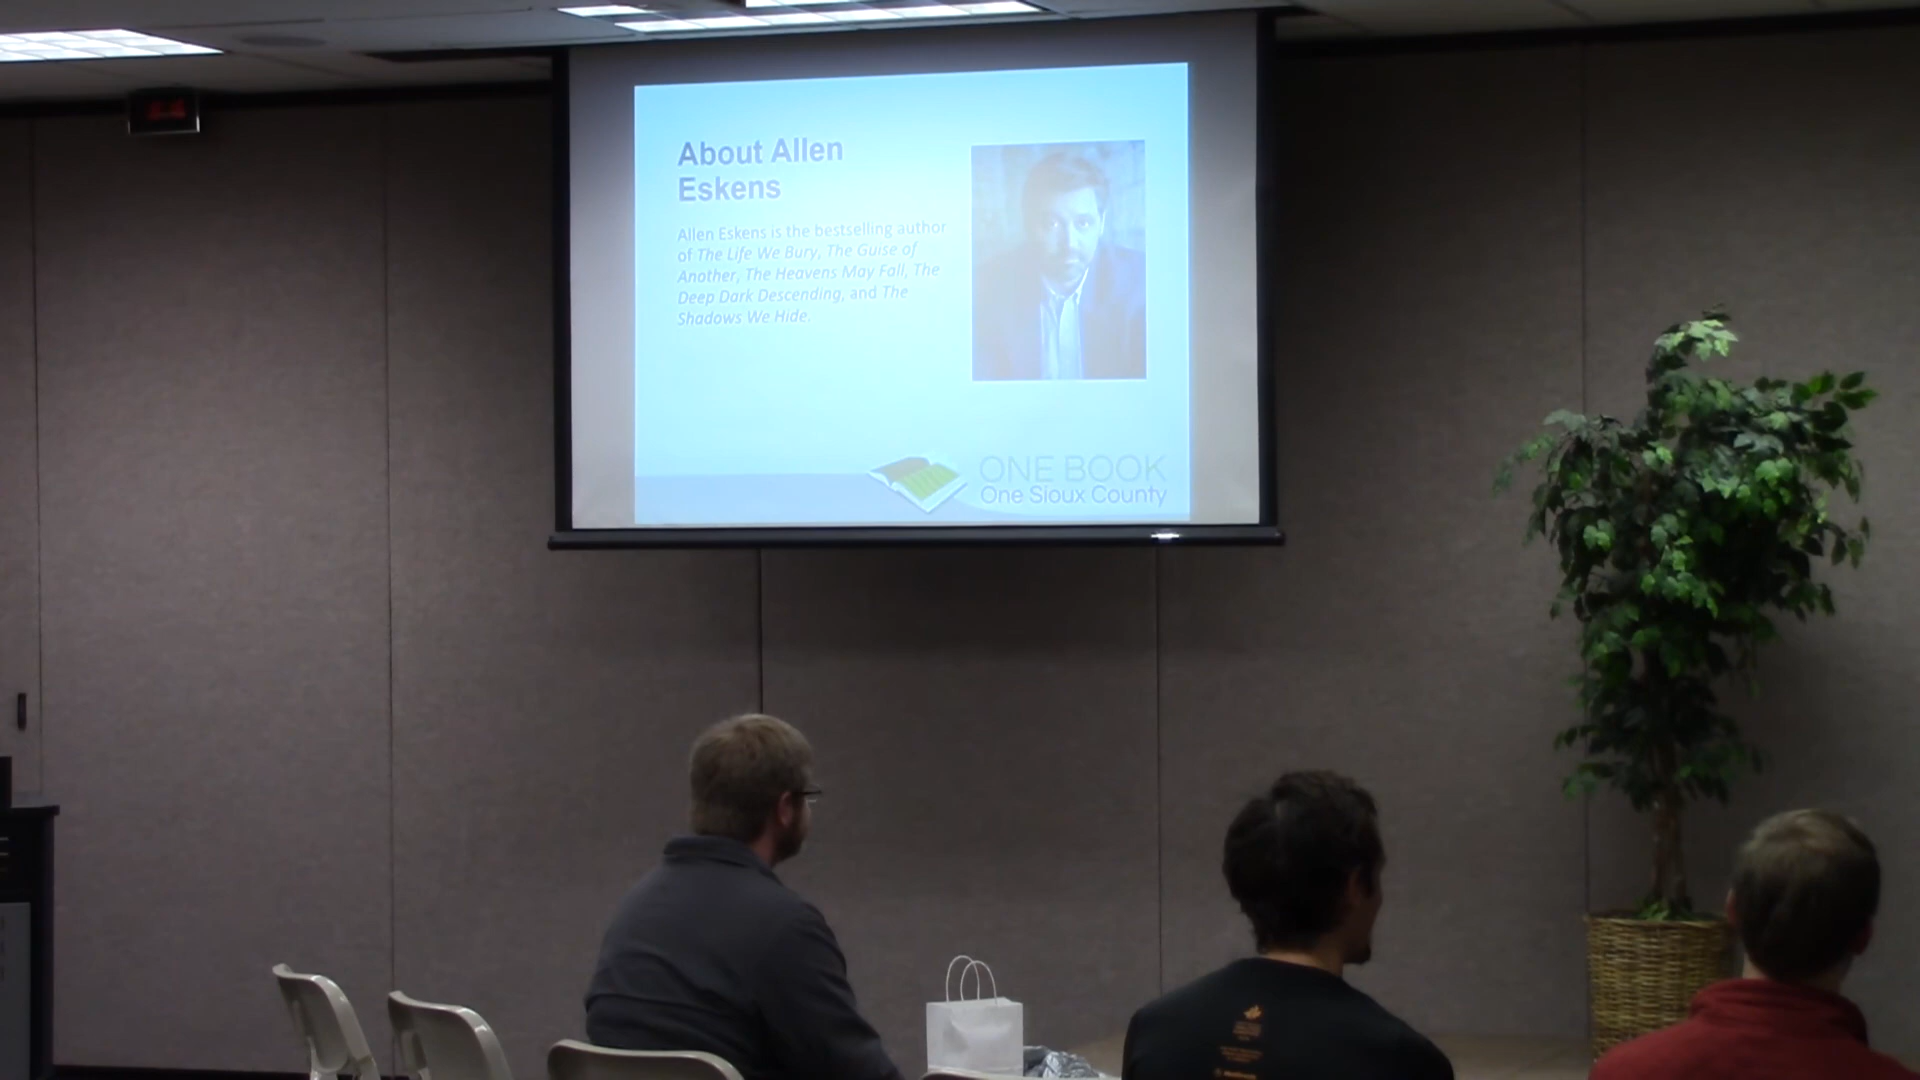 About Allen
Eskens
Allen Eskens is the bestselling author
of The Life We Bury, The Guise of
Another, The Heavens May Fall, The
Deep Dark Descending, and The
Shadows We Hide.
ONE BOOK
One Sioux County